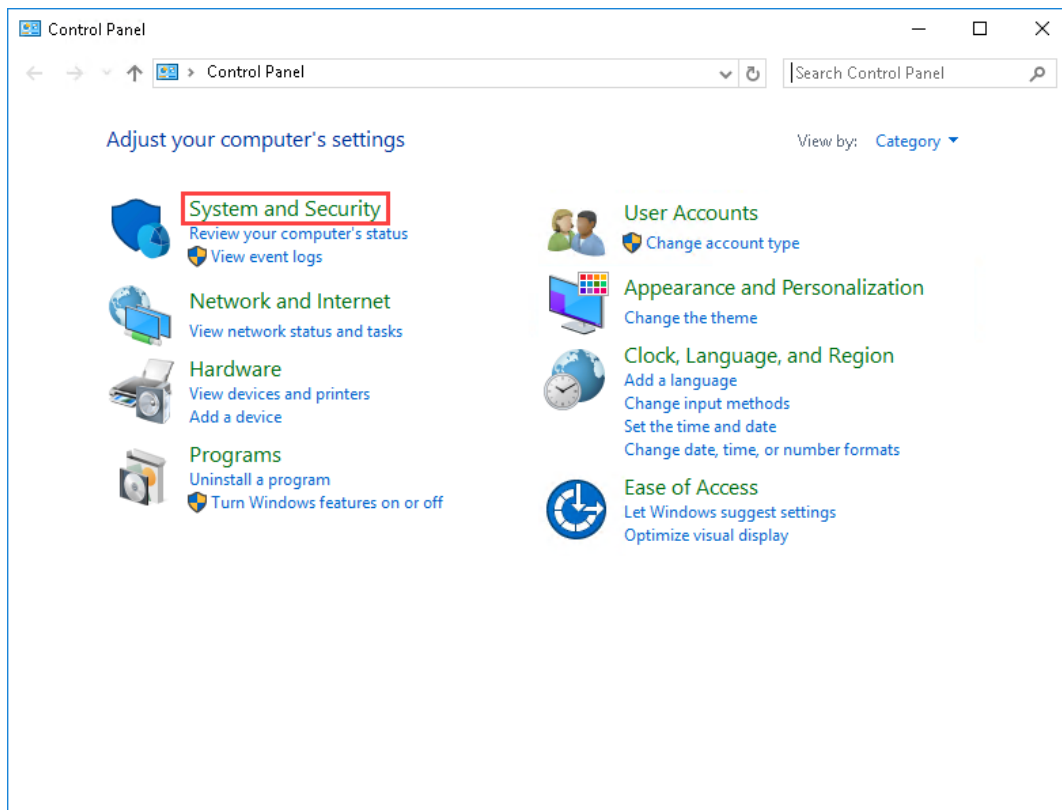 Control Panel
Control Panel
Search Control Panel
Adjust your computer's settings
View by: Category
System and Security
Review your computer's status
View event logs
Network and Internet
View network status and tasks
Hardware
View devices and printers
Add a device
Programs
Uninstall a program
Turn Windows features on or off
User Accounts
Change account type
Appearance and Personalization
Change the theme
Clock, Language, and Region
Add a language
Change input methods
Set the time and date
Change date, time, or number formats
Ease of Access
Let Windows suggest settings
Optimize visual display